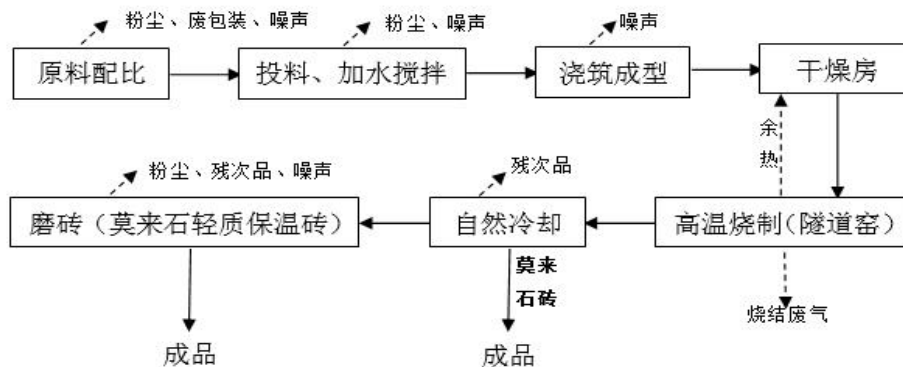 粉尘、废包装、噪声
粉尘、噪声
噪声
原料配比
投料、加水搅拌
浇筑成型
干燥房
余
热
粉尘、残次品、噪声
残次品
磨砖（莫来石轻质保温砖）
自然冷却
高温烧制（隧道窑）
莫来
石砖
烧结废气
成品
成品